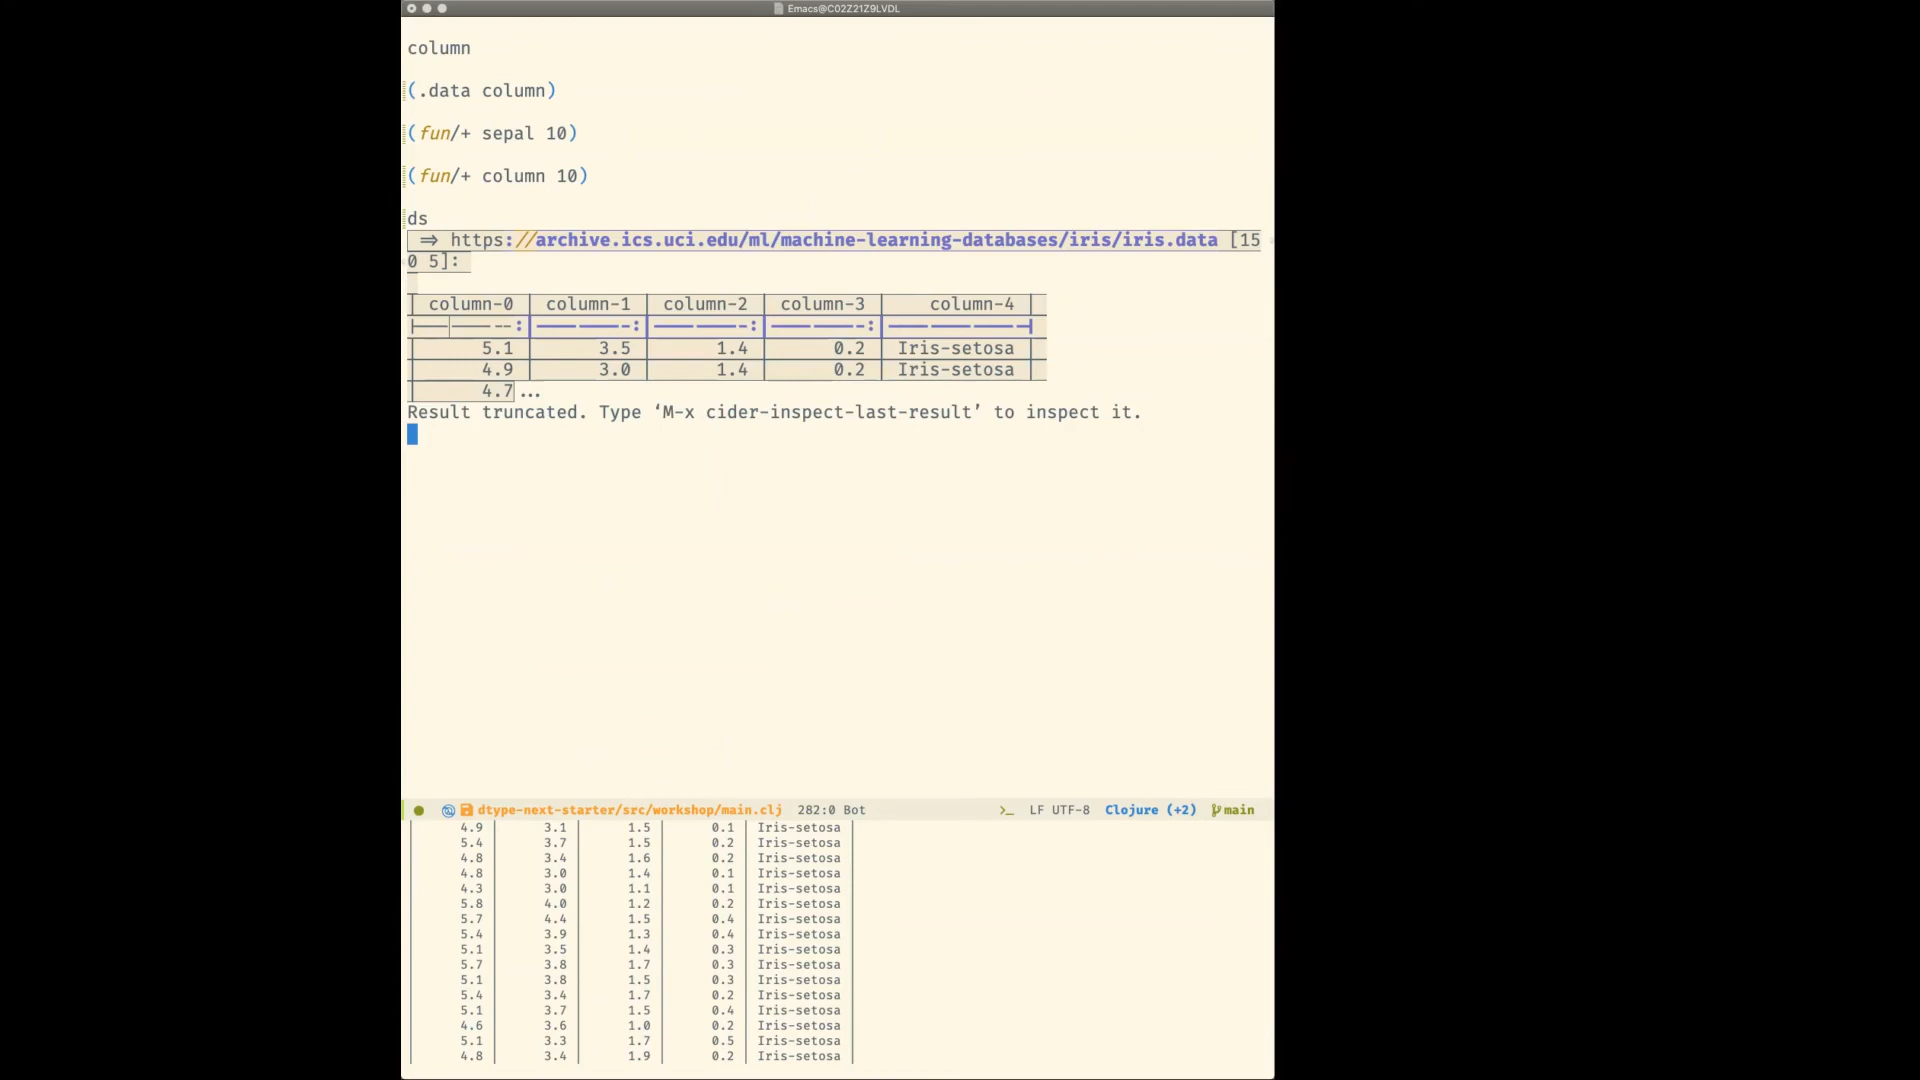 Emacs@C02Z21Z9LVDL
column
(.data column)
(fun/+ sepal 10)
(fun/+ column 10)
ds
=> https://archive.ics.uci.edu/ml/machine-learning-databases/iris/iris.data [15
0 5]:
| column-0 | column-1 | column-2 | column-3 | column-4 |
|---------:|---------:|---------:|---------:|-------------|
| 5.1 | 3.5 | 1.4 | 0.2 | Iris-setosa |
| 4.9 | 3.0 | 1.4 | 0.2 | Iris-setosa |
| 4.7...
Result truncated. Type ‘M-x cider-inspect-last-result’ to inspect it.
dtype-next-starter/src/workshop/main.clj 282:0 Bot >_ LF UTF-8 Clojure (+2) main
| 4.9 | 3.1 | 1.5 | 0.1 | Iris-setosa |
| 5.4 | 3.7 | 1.5 | 0.2 | Iris-setosa |
| 4.8 | 3.4 | 1.6 | 0.2 | Iris-setosa |
| 4.8 | 3.0 | 1.4 | 0.1 | Iris-setosa |
| 4.3 | 3.0 | 1.1 | 0.1 | Iris-setosa |
| 5.8 | 4.0 | 1.2 | 0.2 | Iris-setosa |
| 5.7 | 4.4 | 1.5 | 0.4 | Iris-setosa |
| 5.4 | 3.9 | 1.3 | 0.4 | Iris-setosa |
| 5.1 | 3.5 | 1.4 | 0.3 | Iris-setosa |
| 5.7 | 3.8 | 1.7 | 0.3 | Iris-setosa |
| 5.1 | 3.8 | 1.5 | 0.3 | Iris-setosa |
| 5.4 | 3.4 | 1.7 | 0.2 | Iris-setosa |
| 5.1 | 3.7 | 1.5 | 0.4 | Iris-setosa |
| 4.6 | 3.6 | 1.0 | 0.2 | Iris-setosa |
| 5.1 | 3.3 | 1.7 | 0.5 | Iris-setosa |
| 4.8 | 3.4 | 1.9 | 0.2 | Iris-setosa |